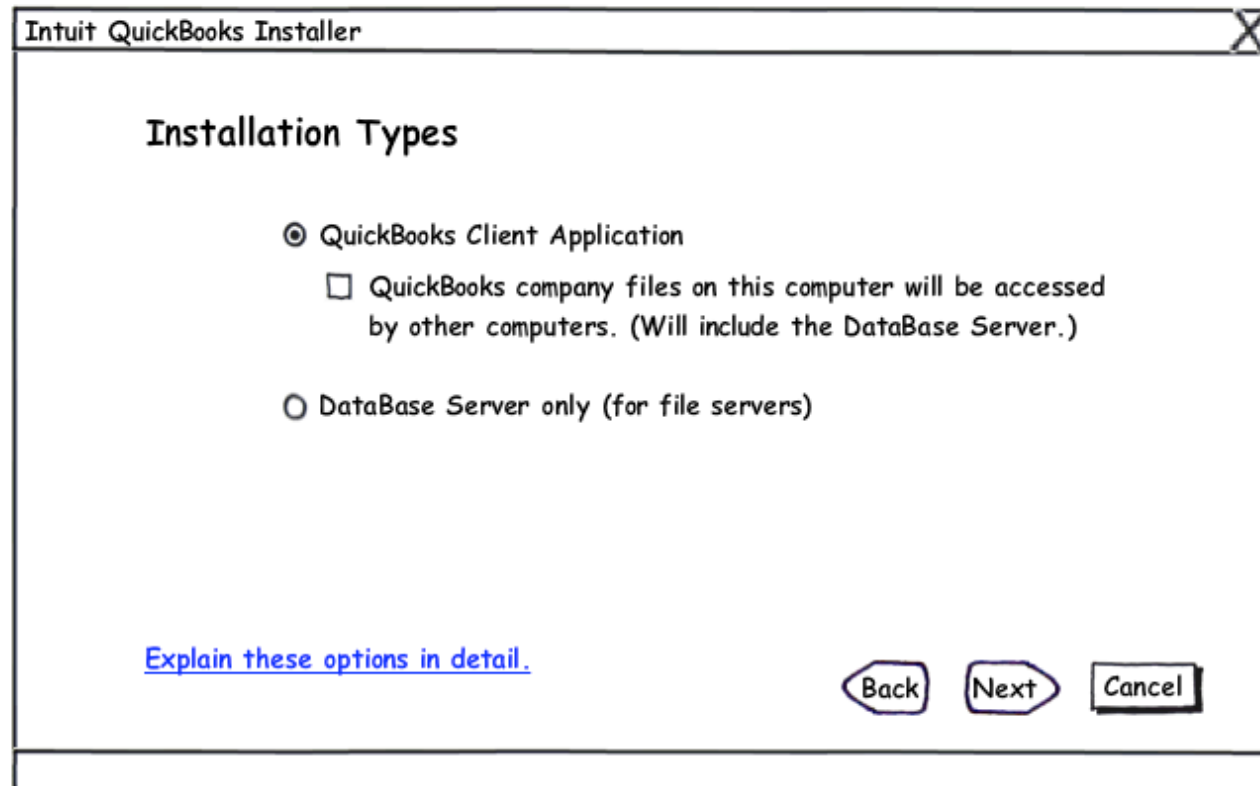 Intuit QuickBooks Installer
Installation Types
QuickBooks Client Application
QuickBooks company files on this computer will be accessed
by other computers. (Will include the DataBase Server.)
DataBase Server only (for file servers)
Explain these options in detail.
Back Next Cancel